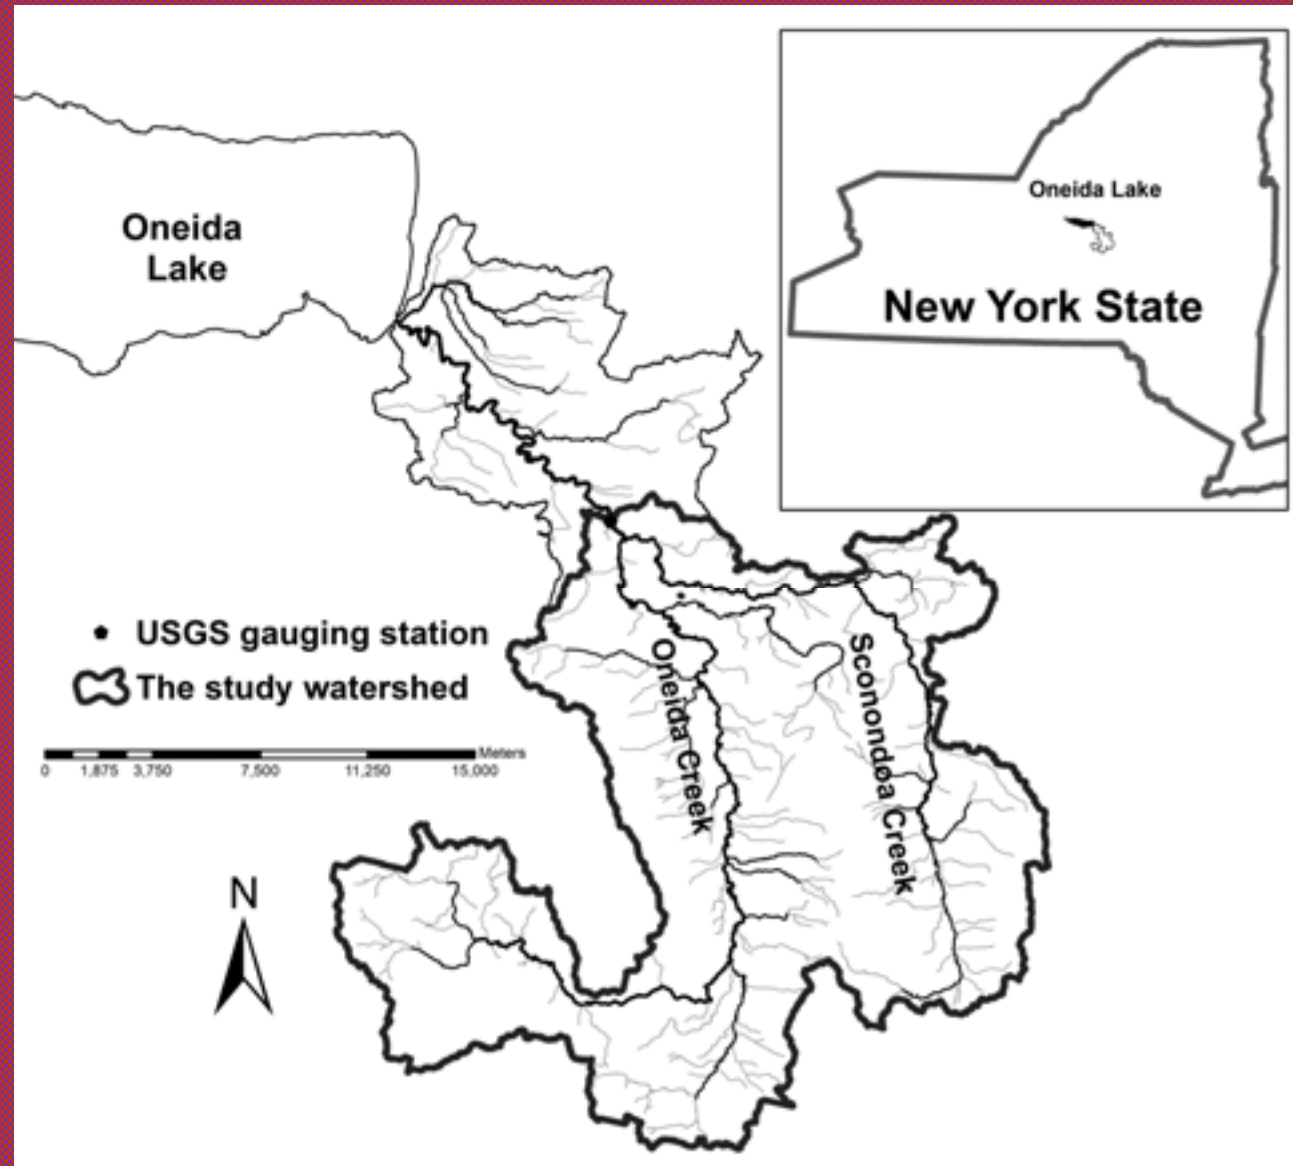 Oneida
Lake
Oneida Lake
New York State
USGS gauging station
The study watershed
Meters
0 1,875 3,750 7,500 11,250 15,000
Oneida Creek
Sconondoa Creek
N